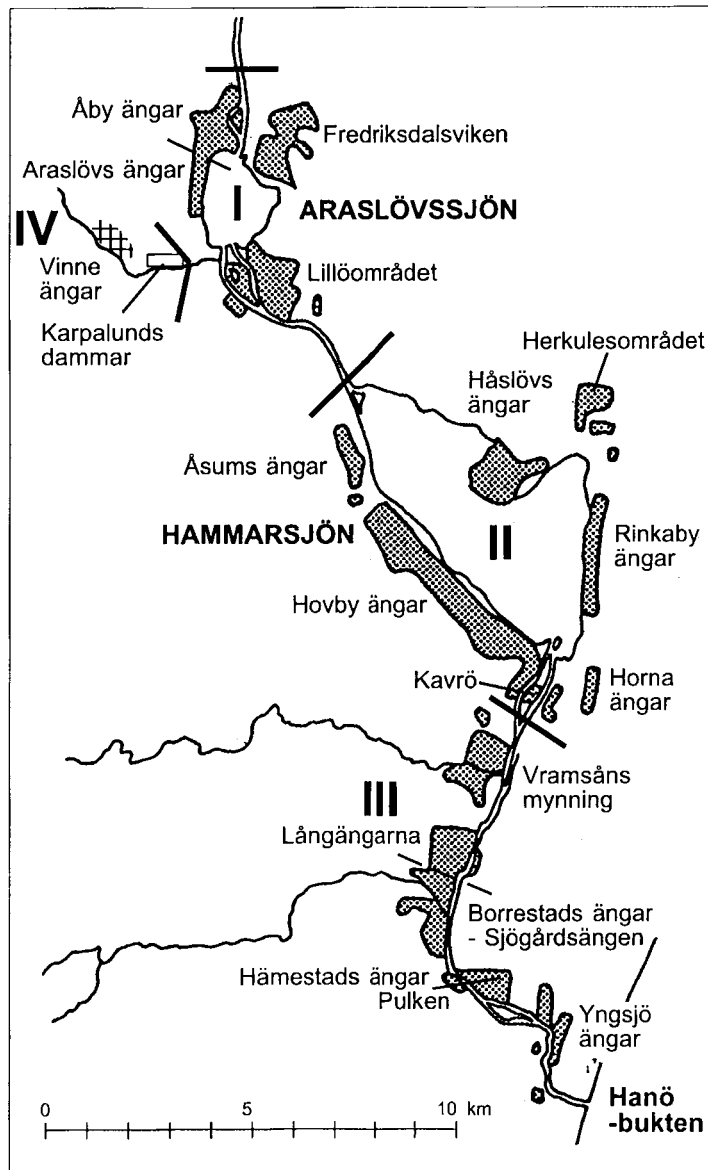 Åby ängar
Fredriksdalsviken
Araslövs ängar
I
ARASLÖVSSJÖN
IV
Vinne
ängar
Lillöområdet
Karpalunds
dammar
Herkulesområdet
Håslövs
ängar
Åsums ängar
HAMMARSJÖN
II
Rinkaby
ängar
Hovby ängar
Kavrö
Horna
ängar
Vramsåns
mynning
III
Långängarna
Borrestads ängar
- Sjögårdsängen
Hämestads ängar
Pulken
Yngsjö
ängar
Hanö
-bukten
0 5 10 km